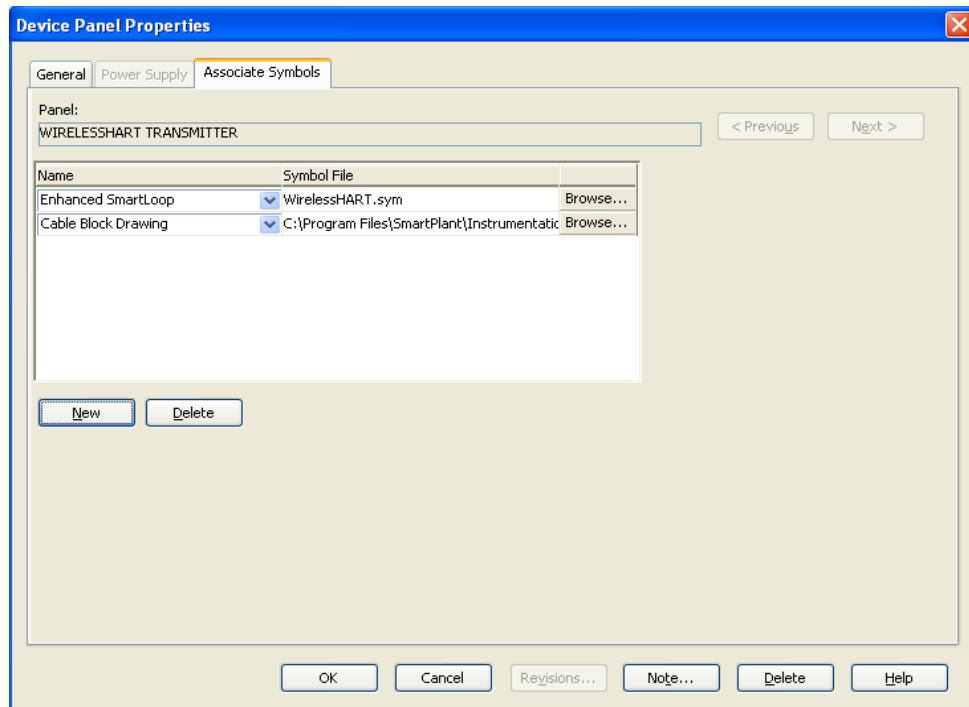 Device Panel Properties
General Power Supply Associate Symbols
Panel:
WIRELESSHART TRANSMITTER
< Previous Next >
Name Symbol File
Enhanced SmartLoop WirelessHART.sym Browse...
Cable Block Drawing C:\Program Files\SmartPlant\Instrumentatic Browse...
New Delete
OK Cancel Revisions... Note... Delete Help